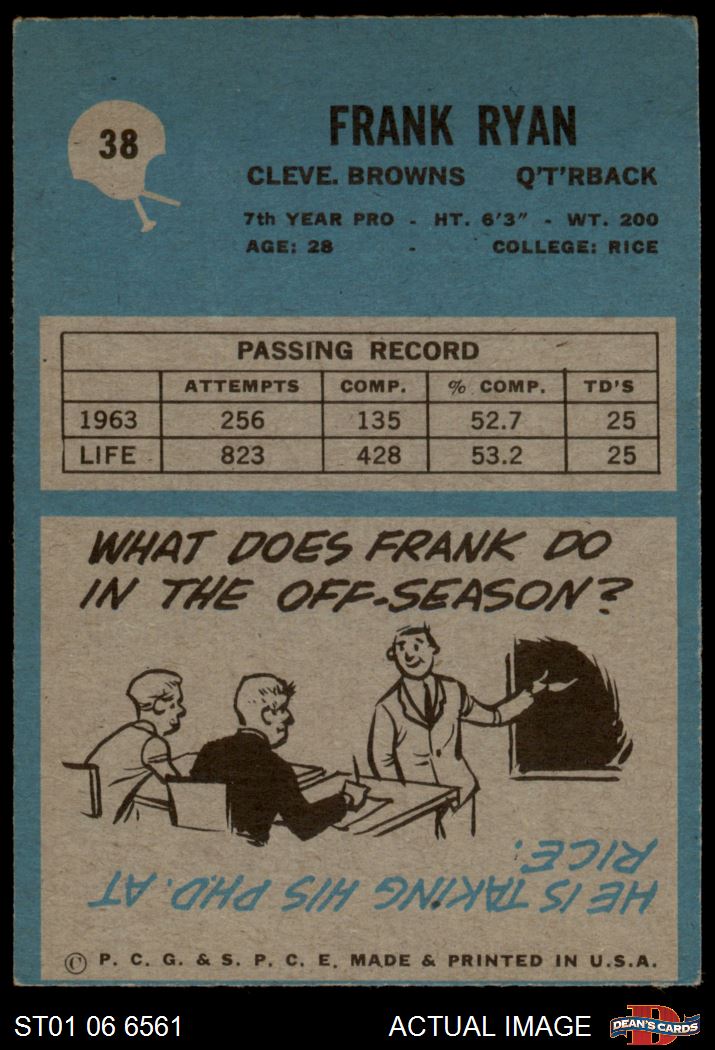 38
FRANK RYAN
CLEVE. BROWNS Q'T'RBACK
7th YEAR PRO - HT. 6'3" - WT. 200
AGE: 28 - COLLEGE: RICE
PASSING RECORD
ATTEMPTS COMP. % COMP. TD'S
1963 256 135 52.7 25
LIFE 823 428 53.2 25
WHAT DOES FRANK DO
IN THE OFF-SEASON?
HE IS TAKING HIS PHD. AT
RICE.
© P. C. G. & S. P. C. E. MADE & PRINTED IN U.S.A.
ST01 06 6561 ACTUAL IMAGE D DEAN'S CARDS